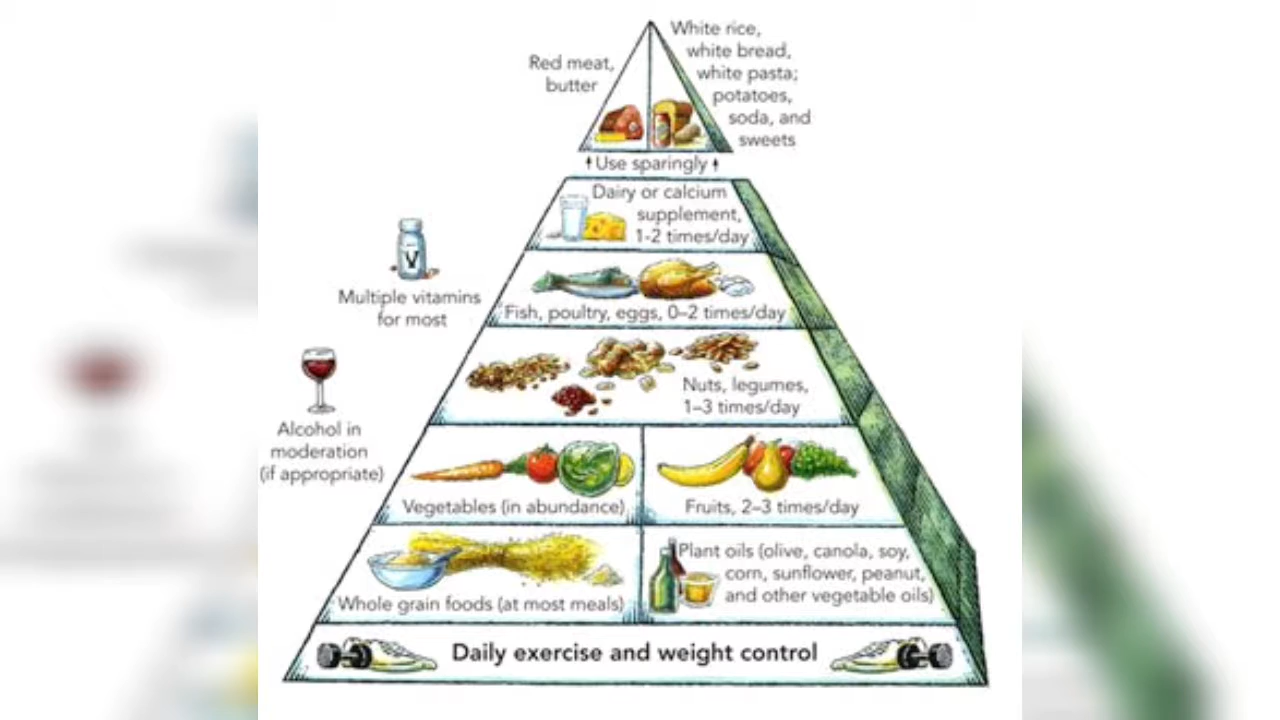 Red meat,
butter
White rice,
white bread,
white pasta;
potatoes,
soda, and
sweets
Use sparingly
Dairy or calcium
supplement,
1-2 times/day
V
Multiple vitamins
for most
Fish, poultry, eggs, 0–2 times/day
Nuts, legumes,
1–3 times/day
Alcohol in
moderation
(if appropriate)
Vegetables (in abundance)
Fruits, 2–3 times/day
Whole grain foods (at most meals)
Plant oils (olive, canola, soy,
corn, sunflower, peanut,
and other vegetable oils)
Daily exercise and weight control